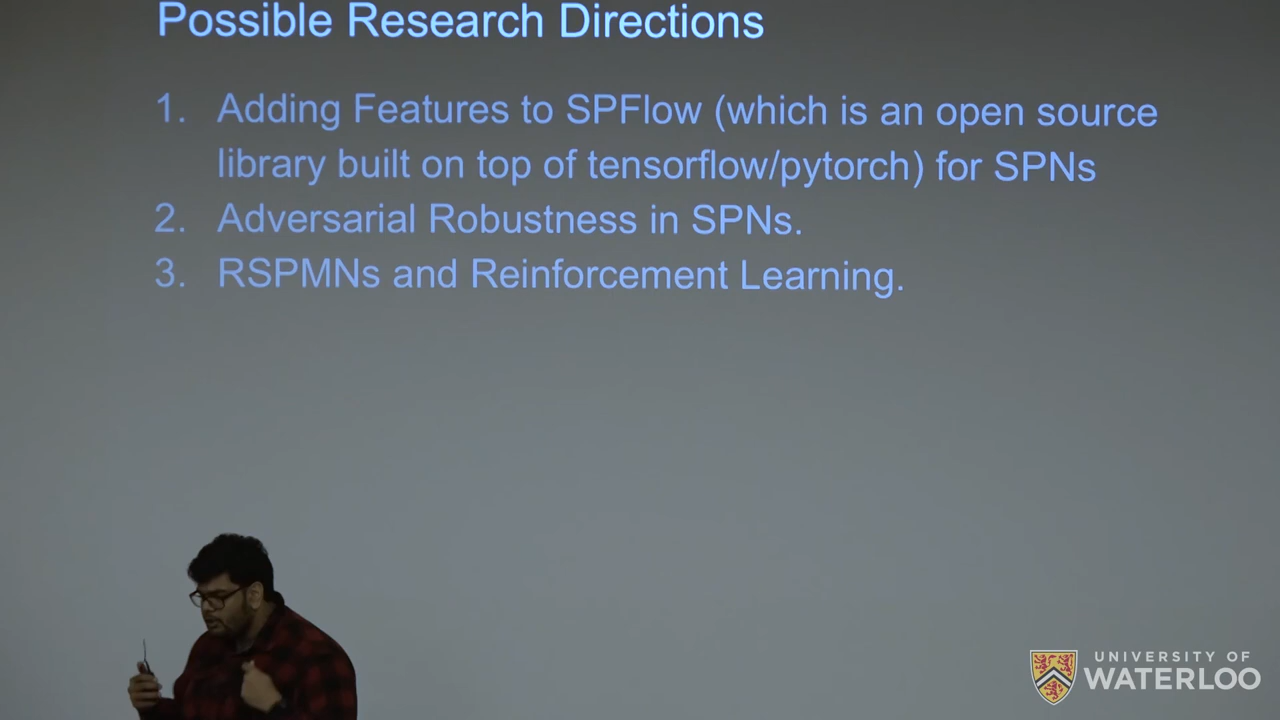 Possible Research Directions
1. Adding Features to SPFlow (which is an open source
library built on top of tensorflow/pytorch) for SPNs
2. Adversarial Robustness in SPNs.
3. RSPMNs and Reinforcement Learning.
UNIVERSITY OF
WATERLOO